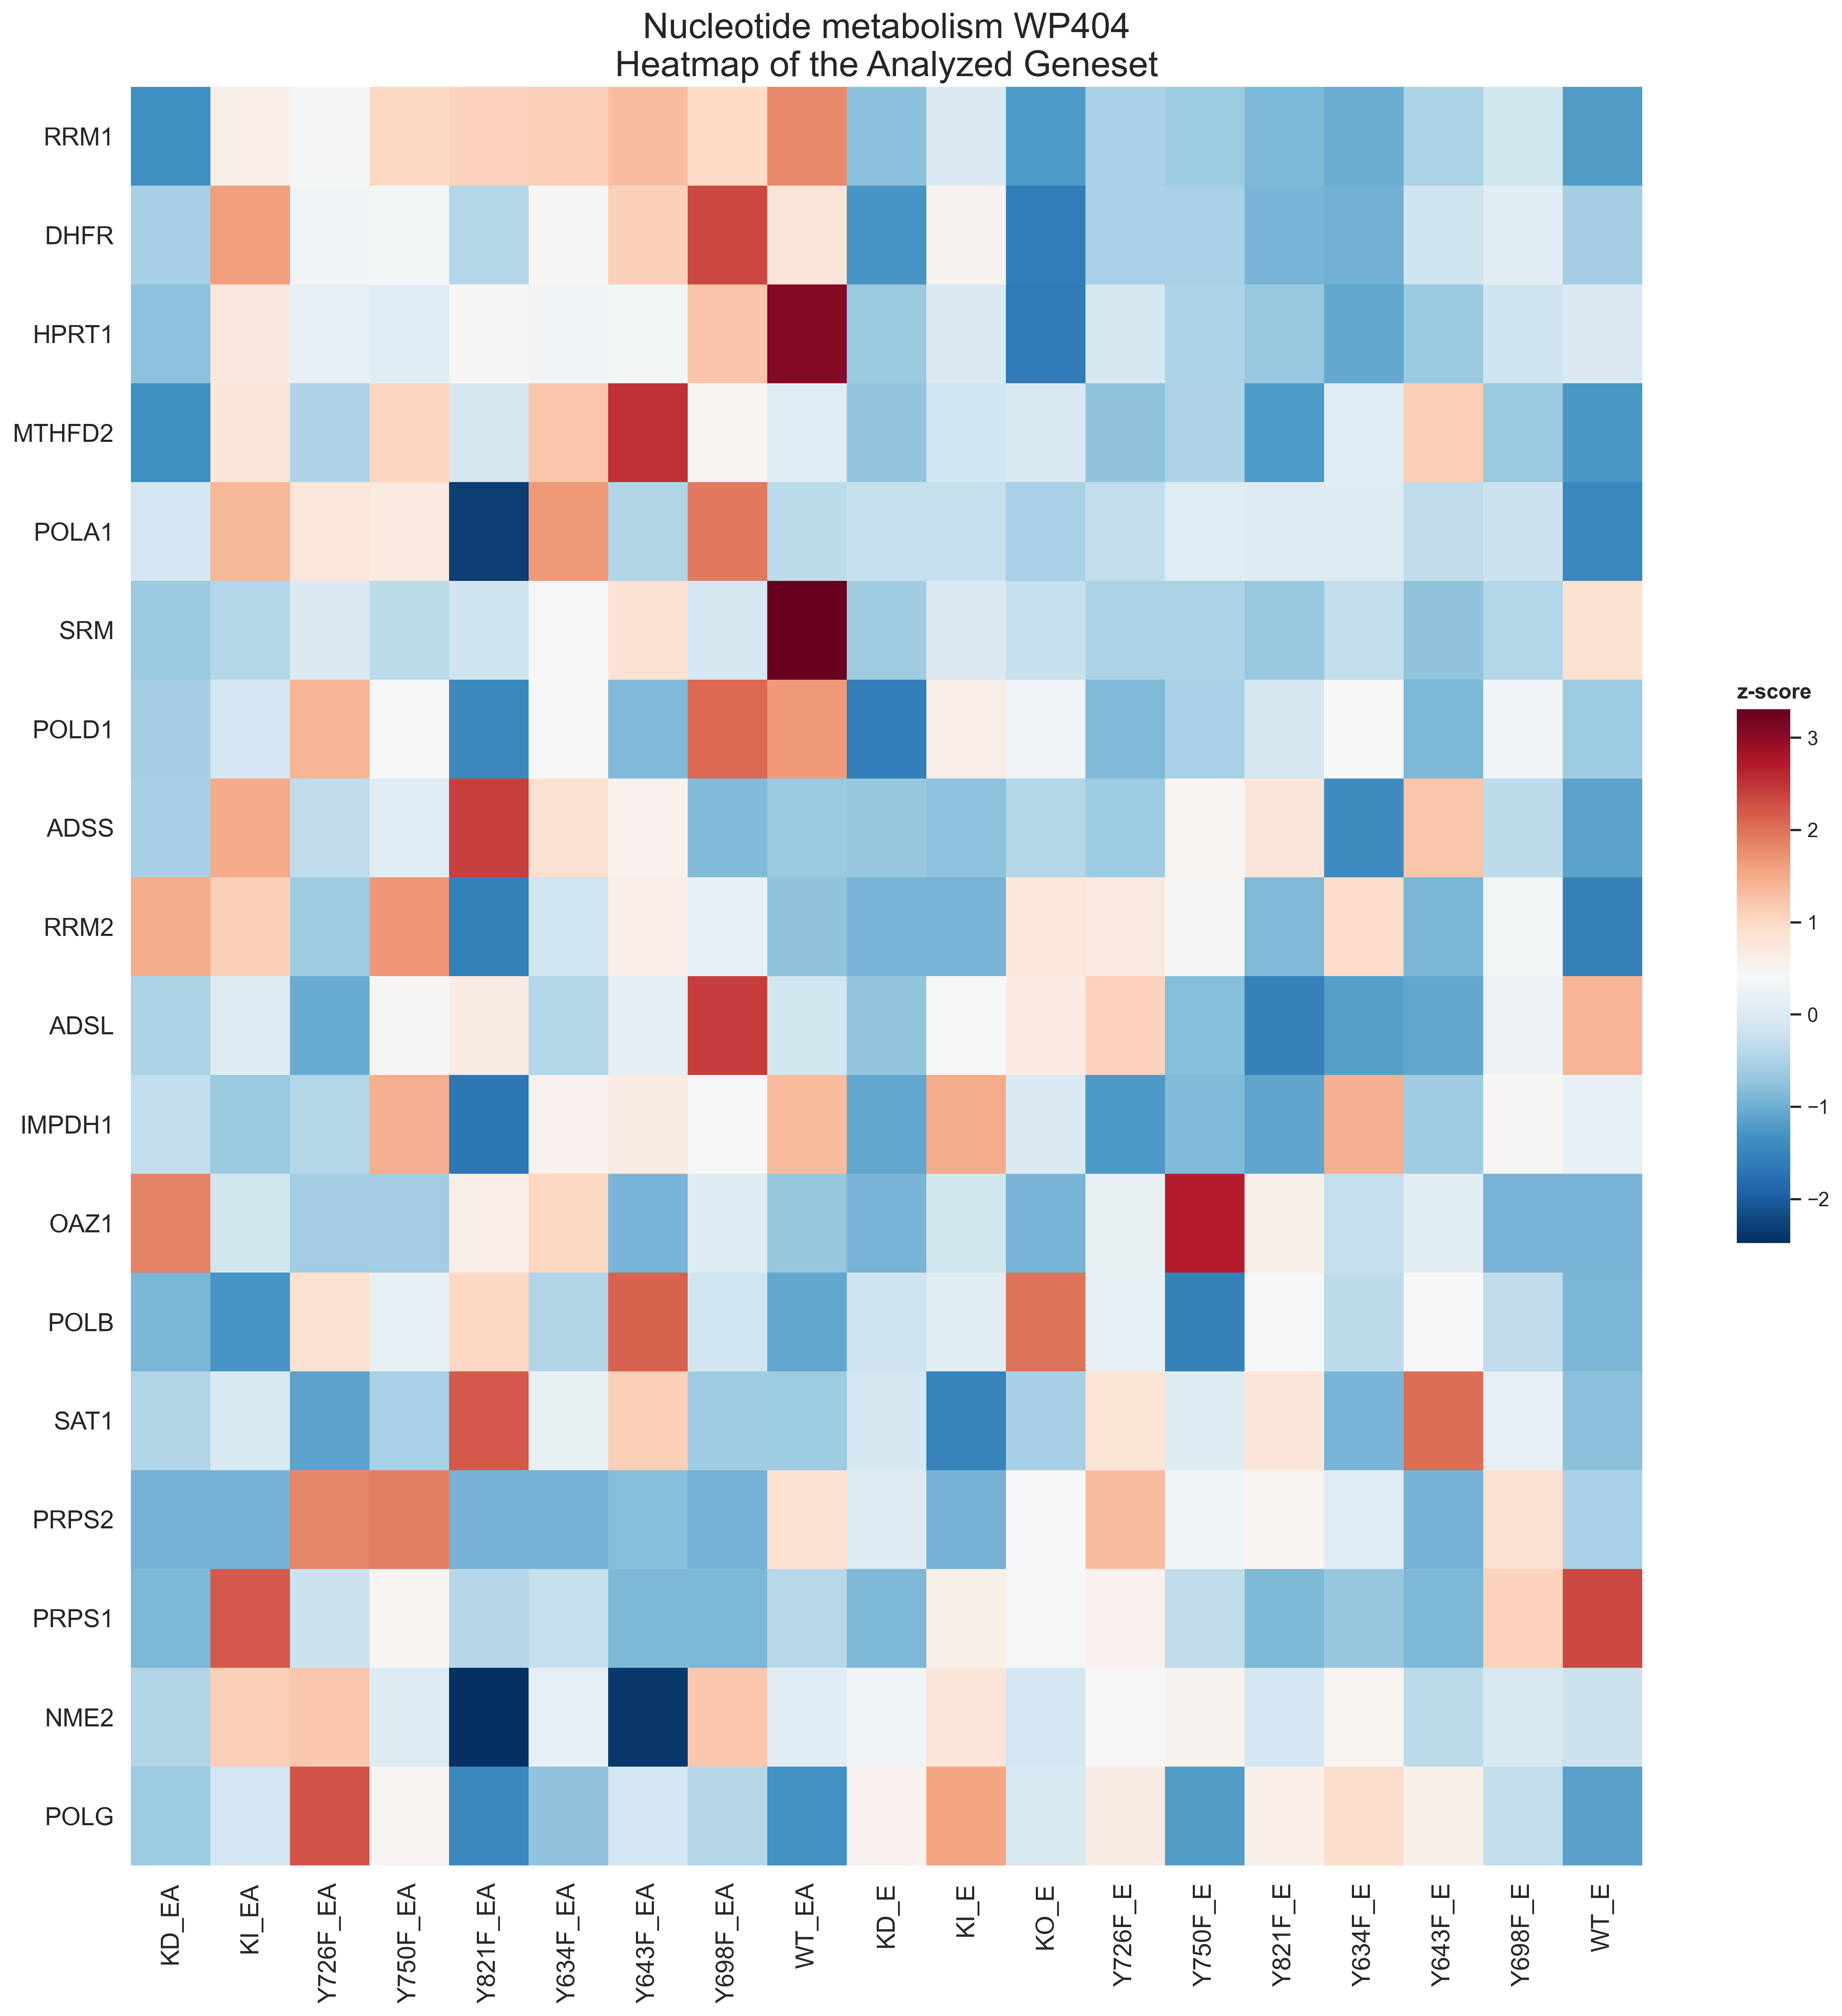 Nucleotide metabolism WP404
Heatmap of the Analyzed Geneset
RRM1
DHFR
HPRT1
MTHFD2
POLA1
SRM
POLD1
ADSS
RRM2
ADSL
IMPDH1
OAZ1
POLB
SAT1
PRPS2
PRPS1
NME2
POLG
KD_EA
KI_EA
Y726F_EA
Y750F_EA
Y821F_EA
Y634F_EA
Y643F_EA
Y698F_EA
WT_EA
KD_E
KI_E
KO_E
Y726F_E
Y750F_E
Y821F_E
Y634F_E
Y643F_E
Y698F_E
WT_E
z-score
3
2
1
0
−1
−2